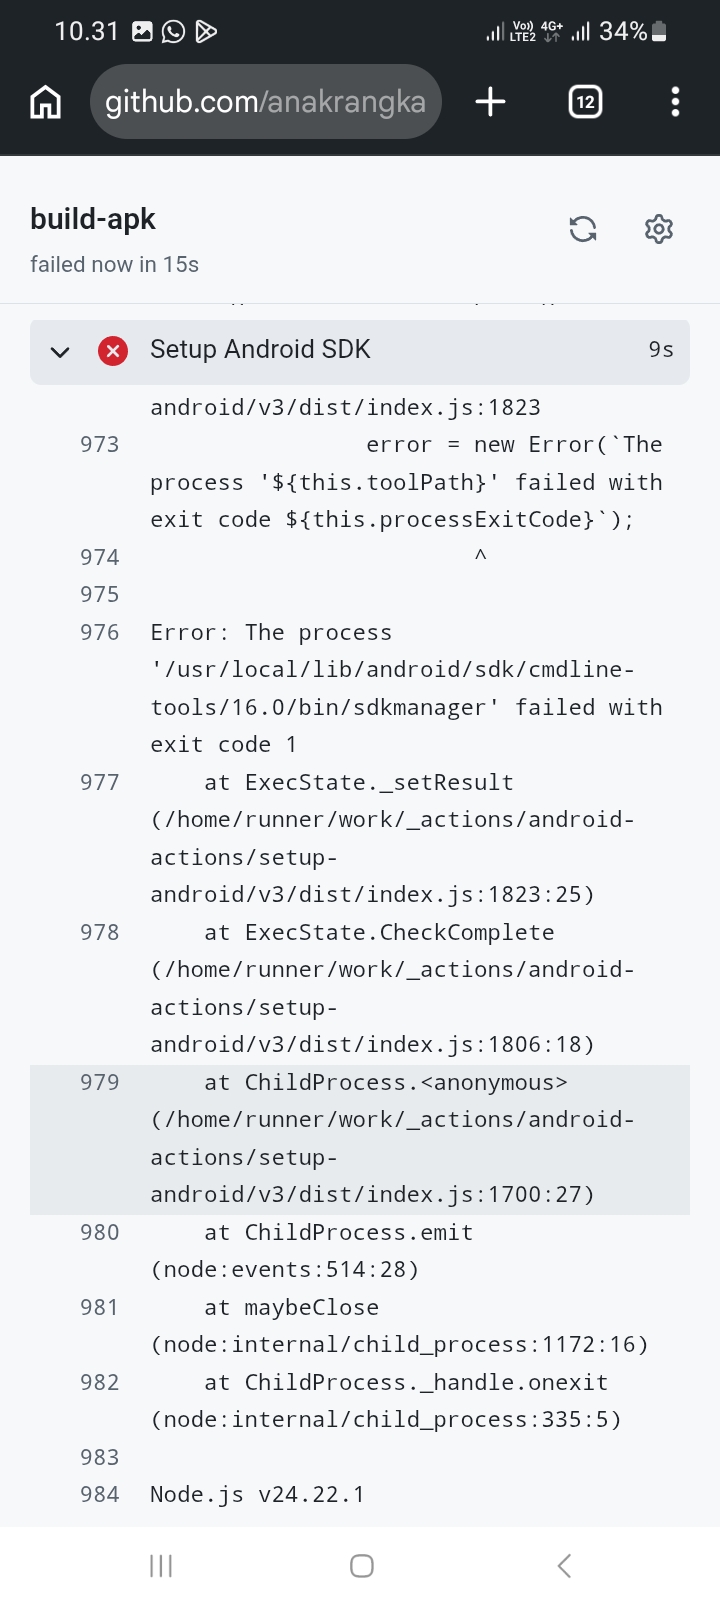 10.31
Vo)) 4G+ 34%
LTE2
github.com/anakrangka
12
build-apk
failed now in 15s
Setup Android SDK 9s
android/v3/dist/index.js:1823
973 error = new Error(`The
process '${this.toolPath}' failed with
exit code ${this.processExitCode}`);
974 ^
975
976 Error: The process
'/usr/local/lib/android/sdk/cmdline-
tools/16.0/bin/sdkmanager' failed with
exit code 1
977 at ExecState._setResult
(/home/runner/work/_actions/android-
actions/setup-
android/v3/dist/index.js:1823:25)
978 at ExecState.CheckComplete
(/home/runner/work/_actions/android-
actions/setup-
android/v3/dist/index.js:1806:18)
979 at ChildProcess.<anonymous>
(/home/runner/work/_actions/android-
actions/setup-
android/v3/dist/index.js:1700:27)
980 at ChildProcess.emit
(node:events:514:28)
981 at maybeClose
(node:internal/child_process:1172:16)
982 at ChildProcess._handle.onexit
(node:internal/child_process:335:5)
983
984 Node.js v24.22.1